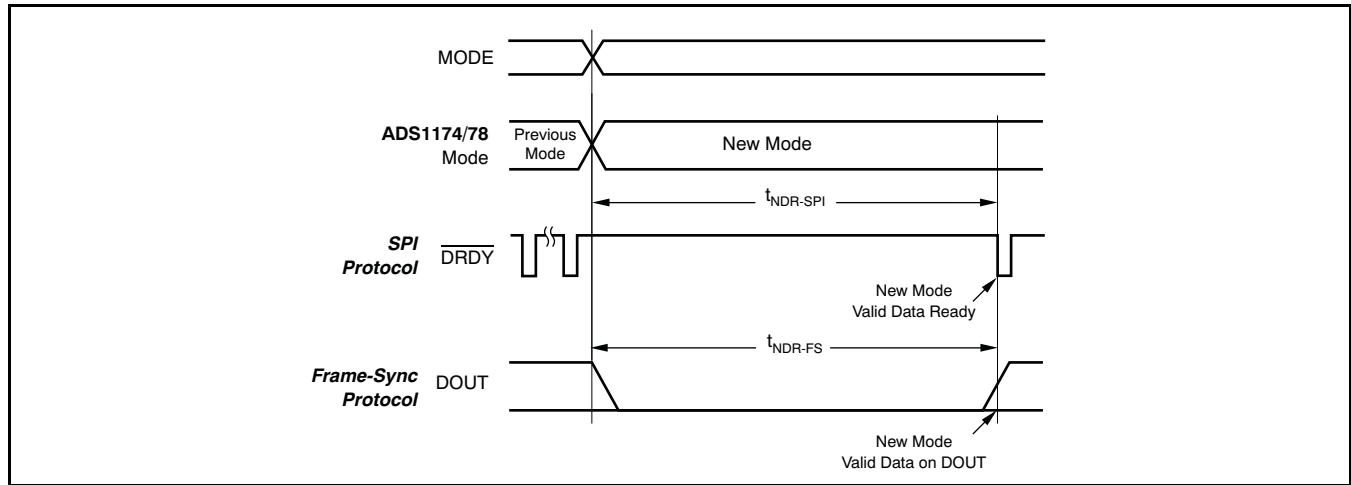 MODE
ADS1174/78
Mode
Previous
Mode
New Mode
tNDR-SPI
SPI
Protocol
DRDY
New Mode
Valid Data Ready
tNDR-FS
Frame-Sync
Protocol
DOUT
New Mode
Valid Data on DOUT